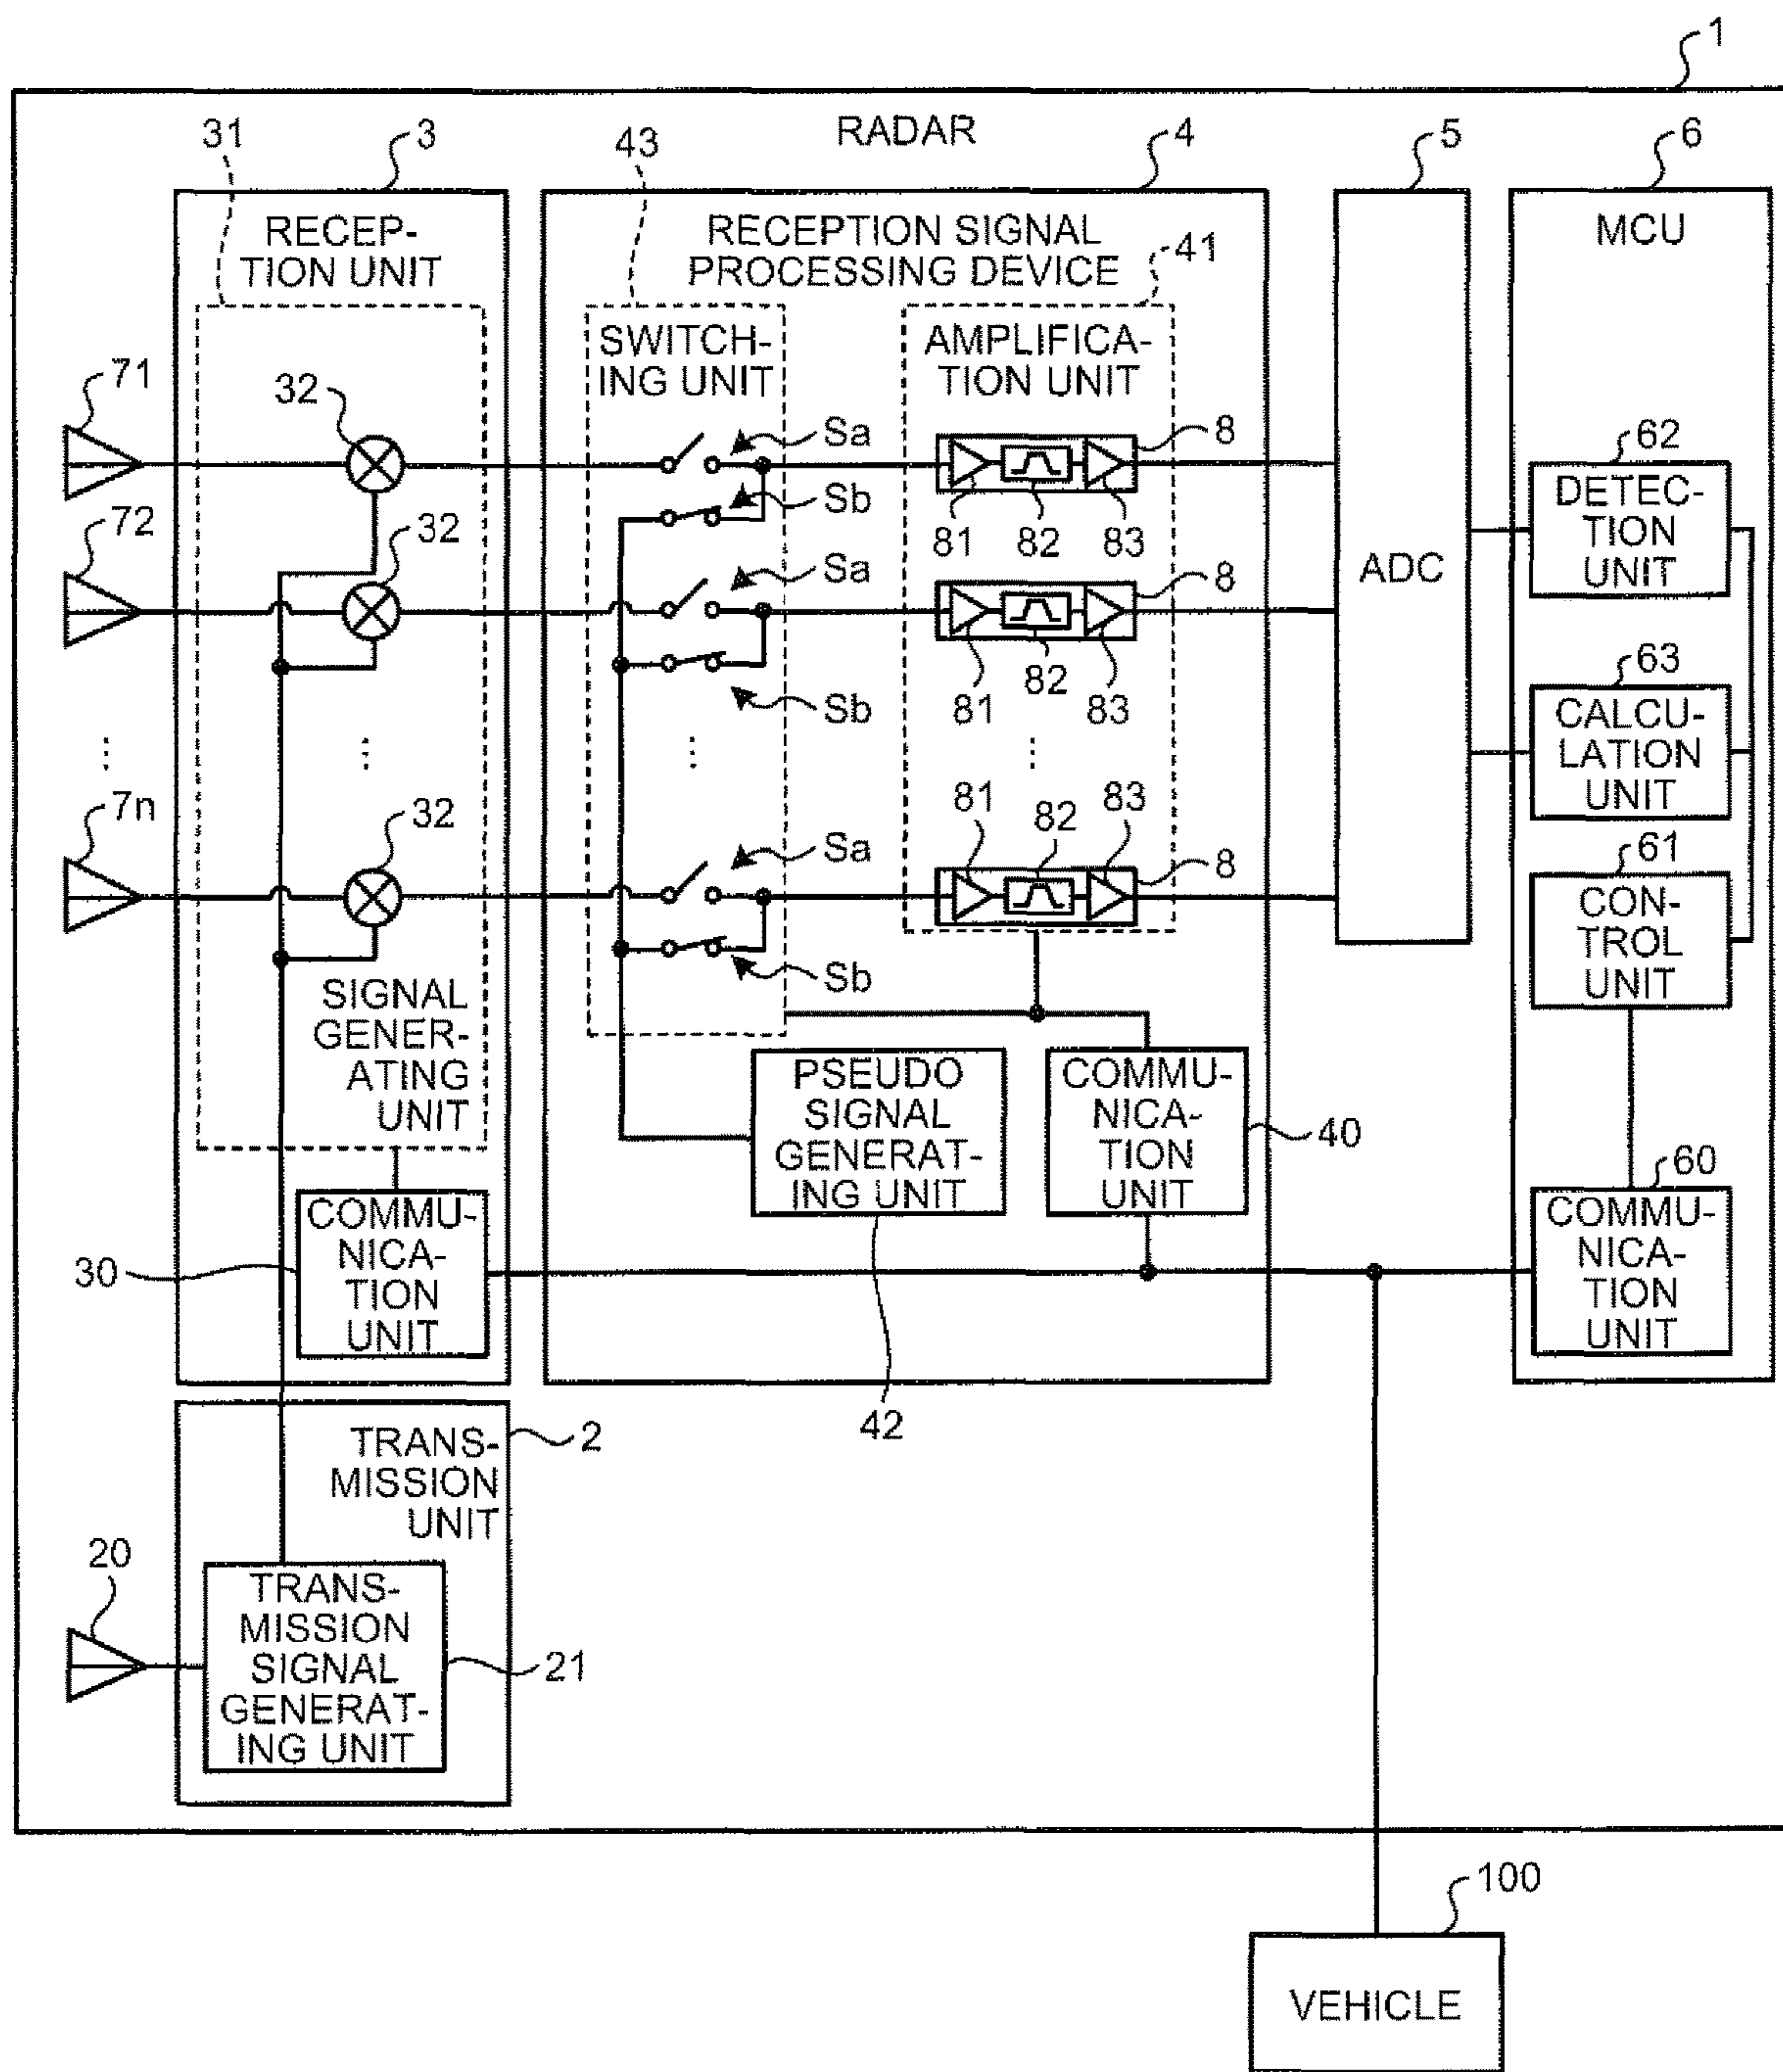 1
RADAR
31
3
43
4
5
6
RECEP-
TION UNIT
RECEPTION SIGNAL
PROCESSING DEVICE
41
MCU
SWITCH-
ING UNIT
AMPLIFICA-
TION UNIT
71
32
Sa
8
62
DETEC-
TION
UNIT
Sb
81
82
83
72
32
Sa
8
ADC
81
82
83
Sb
63
CALCU-
LATION
UNIT
...
...
...
...
7n
32
Sa
81
82
83
8
61
CON-
TROL
UNIT
Sb
SIGNAL
GENER-
ATING
UNIT
PSEUDO
SIGNAL
GENERAT-
ING UNIT
COMMU-
NICA-
TION
UNIT
40
60
COMMU-
NICA-
TION
UNIT
30
COMMU-
NICA-
TION
UNIT
42
TRANS-
MISSION
UNIT
2
20
TRANS-
MISSION
SIGNAL
GENERAT-
ING UNIT
21
100
VEHICLE